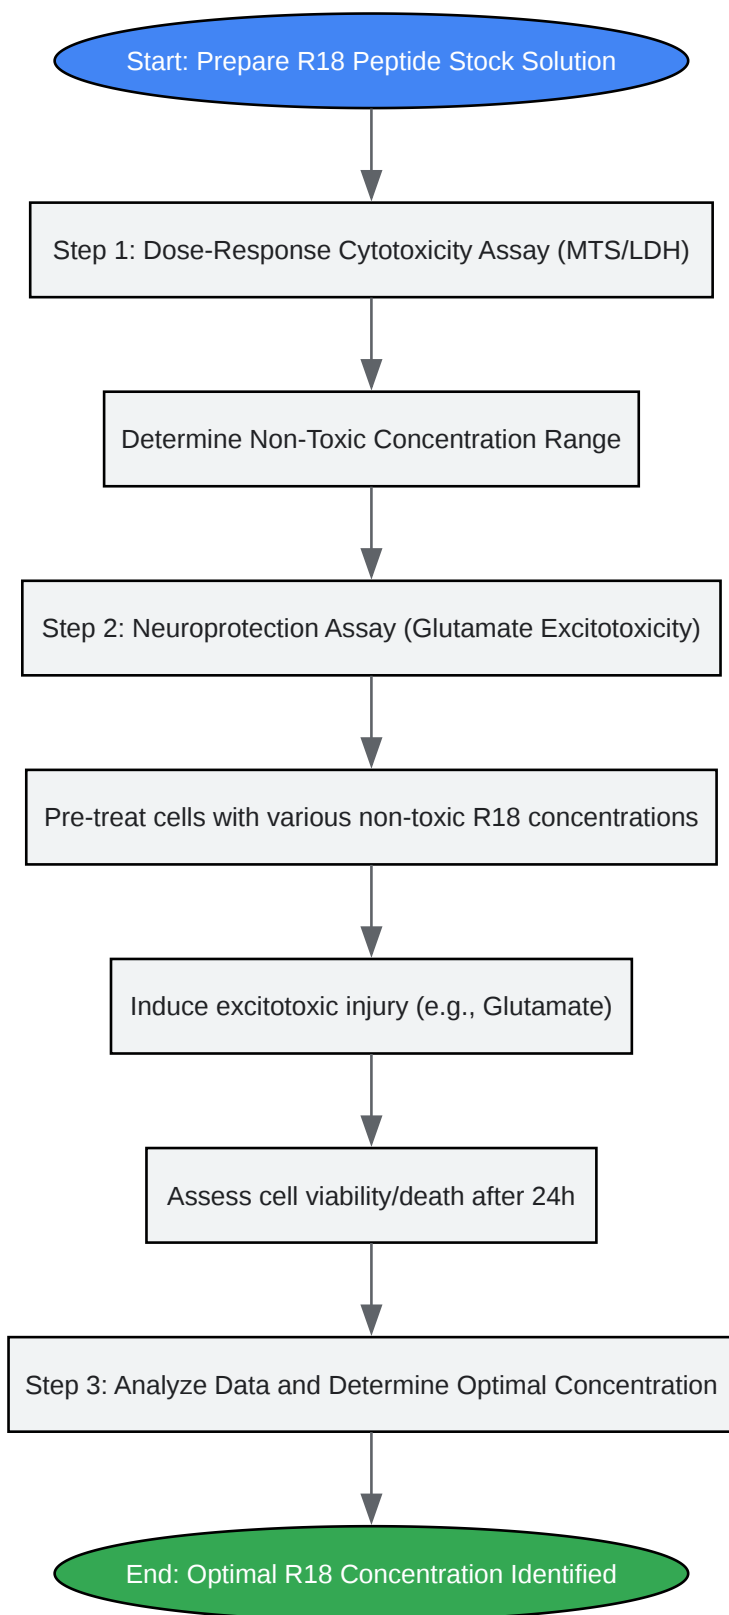 Start: Prepare R18 Peptide Stock Solution
Step 1: Dose-Response Cytotoxicity Assay (MTS/LDH)
Determine Non-Toxic Concentration Range
Step 2: Neuroprotection Assay (Glutamate Excitotoxicity)
Pre-treat cells with various non-toxic R18 concentrations
Induce excitotoxic injury (e.g., Glutamate)
Assess cell viability/death after 24h
Step 3: Analyze Data and Determine Optimal Concentration
End: Optimal R18 Concentration Identified